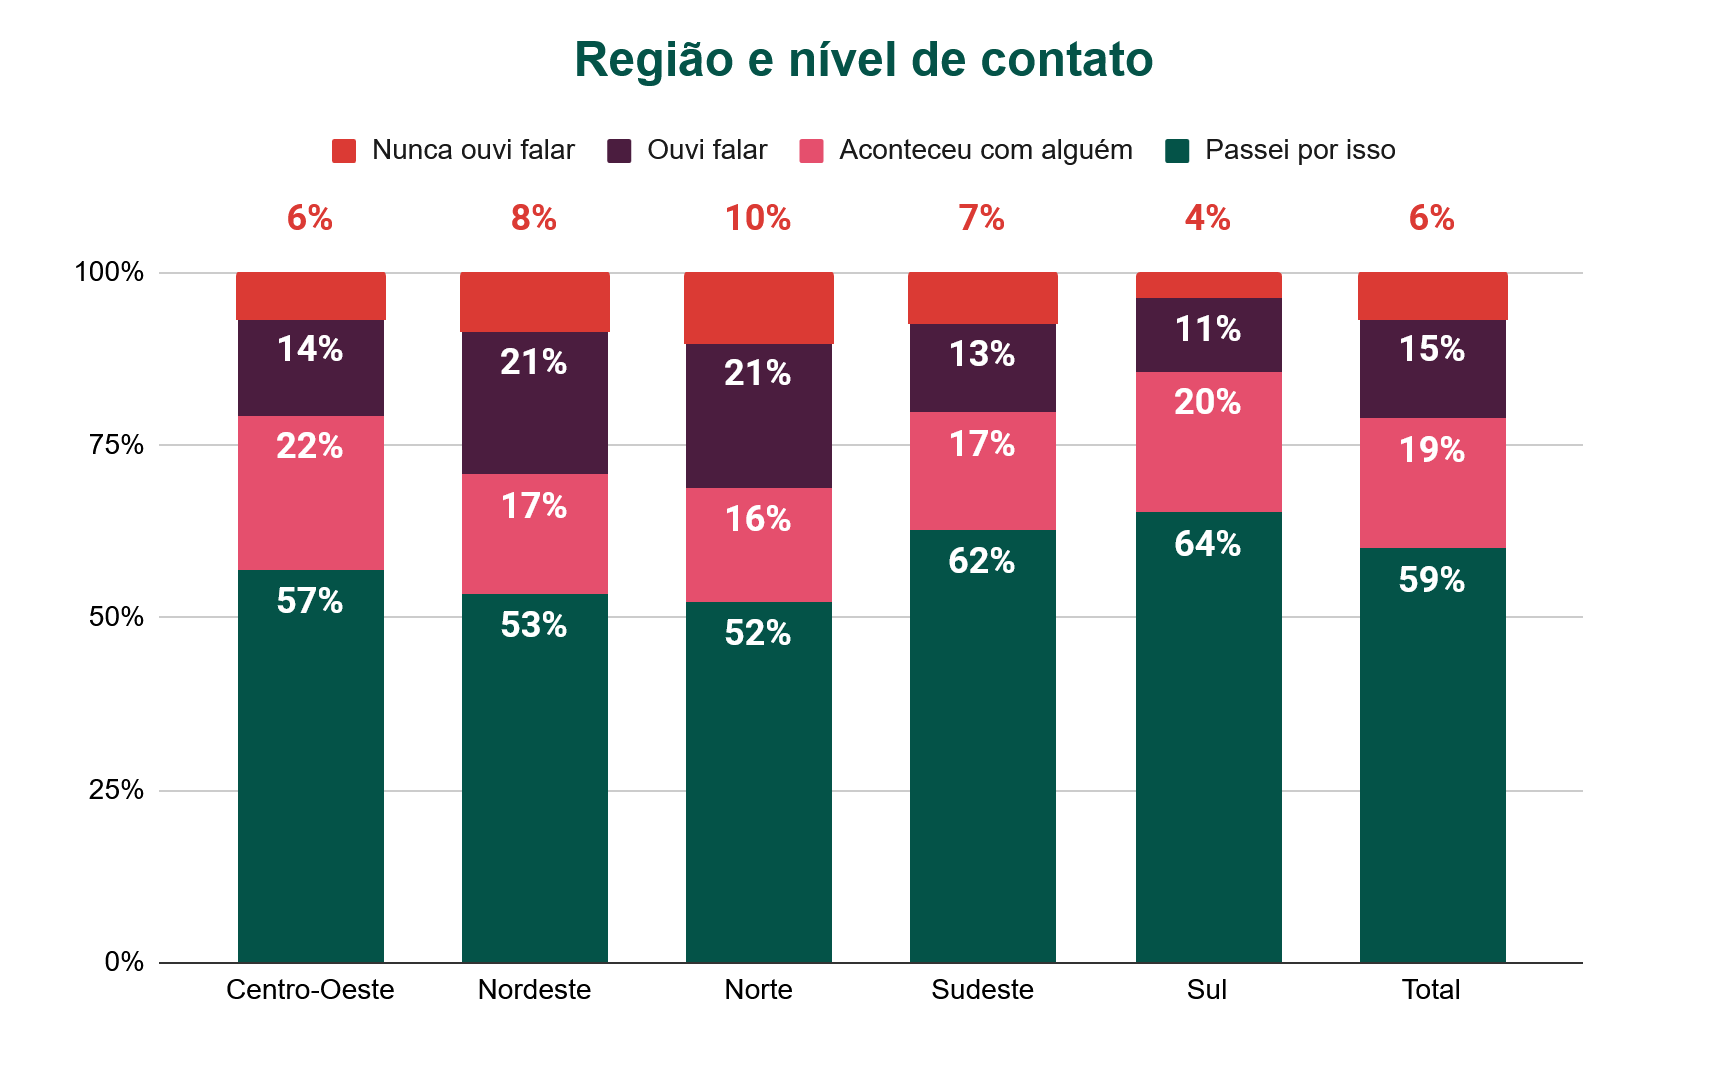 Região e nível de contato
Nunca ouvi falar Ouvi falar Aconteceu com alguém Passei por isso
6% 8% 10% 7% 4% 6%
100%
14% 21% 21% 13% 11% 15%
75%
22% 17% 16% 17% 20% 19%
50%
57% 53% 52% 62% 64% 59%
25%
0%
Centro-Oeste Nordeste Norte Sudeste Sul Total